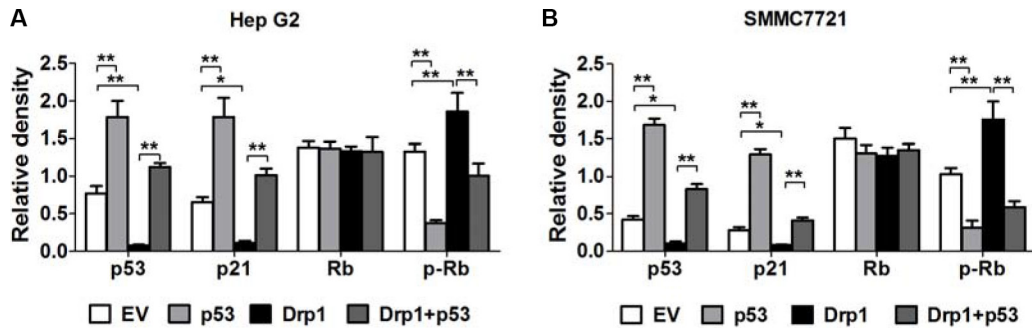 A
Hep G2
Relative density
2.5
2.0
1.5
1.0
0.5
0.0
** ** ** ** * ** ** ** **
p53 p21 Rb p-Rb
EV p53 Drp1 Drp1+p53
B
SMMC7721
Relative density
2.5
2.0
1.5
1.0
0.5
0.0
** * ** ** * ** ** ** **
p53 p21 Rb p-Rb
EV p53 Drp1 Drp1+p53